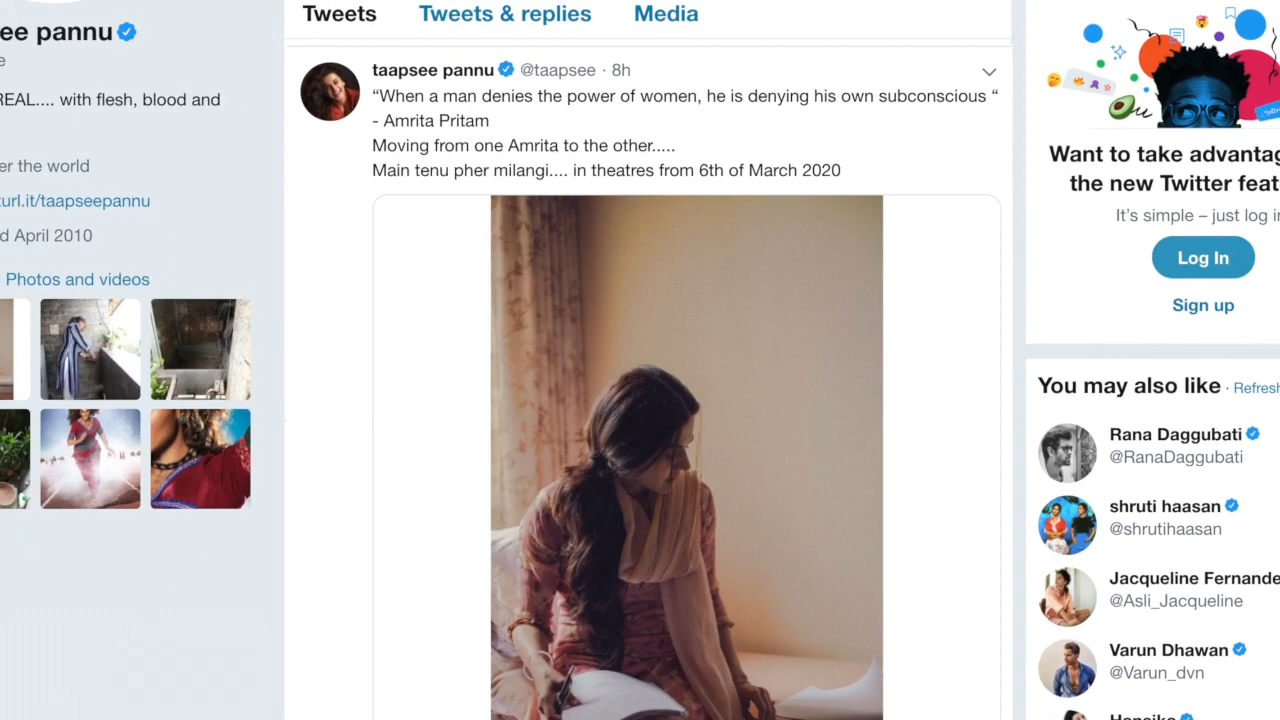 ee pannu
e
REAL.... with flesh, blood and
er the world
url.it/taapseepannu
d April 2010
Photos and videos
Tweets Tweets & replies Media
taapsee pannu @taapsee · 8h
“When a man denies the power of women, he is denying his own subconscious “
- Amrita Pritam
Moving from one Amrita to the other.....
Main tenu pher milangi.... in theatres from 6th of March 2020
Want to take advantag
the new Twitter feat
It’s simple – just log i
Log In
Sign up
You may also like · Refresh
Rana Daggubati
@RanaDaggubati
shruti haasan
@shrutihaasan
Jacqueline Fernande
@Asli_Jacqueline
Varun Dhawan
@Varun_dvn